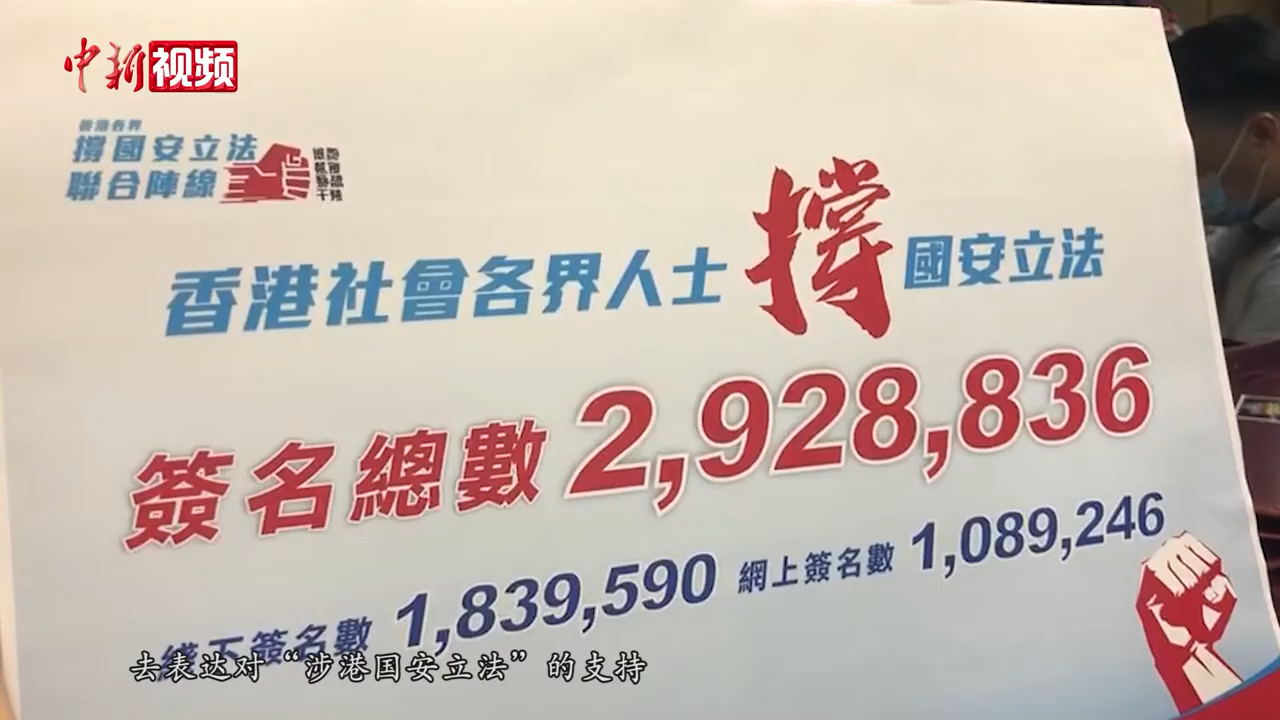 中新视频
香港各界
撐國安立法
聯合陣線
香港社會各界人士撐國安立法
簽名總數 2,928,836
綫下簽名數 1,839,590 網上簽名數 1,089,246
去表达对“涉港国安立法”的支持